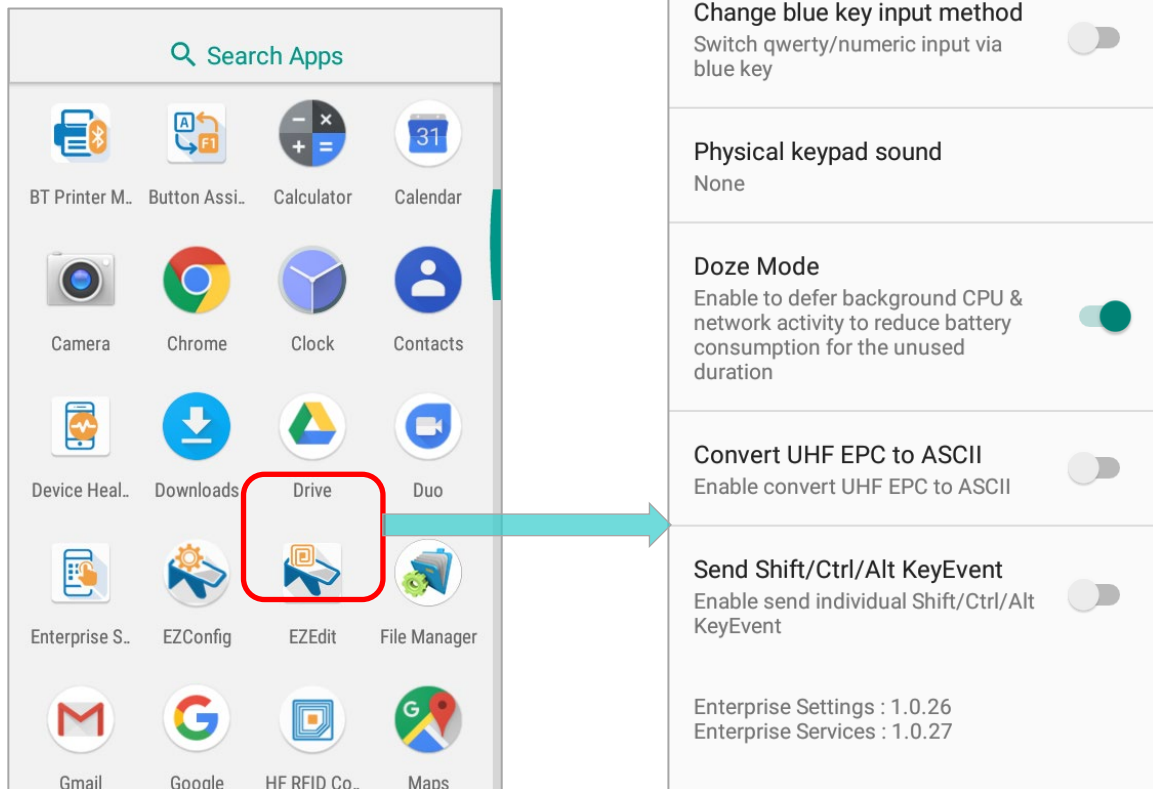 Search Apps
31
A
F1
BT Printer M..
Button Assi..
Calculator
Calendar
Camera
Chrome
Clock
Contacts
Device Heal..
Downloads
Drive
Duo
Enterprise S..
EZConfig
EZEdit
File Manager
G
Gmail
Google
HF RFID Co..
Maps
Change blue key input method
Switch qwerty/numeric input via
blue key
Physical keypad sound
None
Doze Mode
Enable to defer background CPU &
network activity to reduce battery
consumption for the unused
duration
Convert UHF EPC to ASCII
Enable convert UHF EPC to ASCII
Send Shift/Ctrl/Alt KeyEvent
Enable send individual Shift/Ctrl/Alt
KeyEvent
Enterprise Settings : 1.0.26
Enterprise Services : 1.0.27